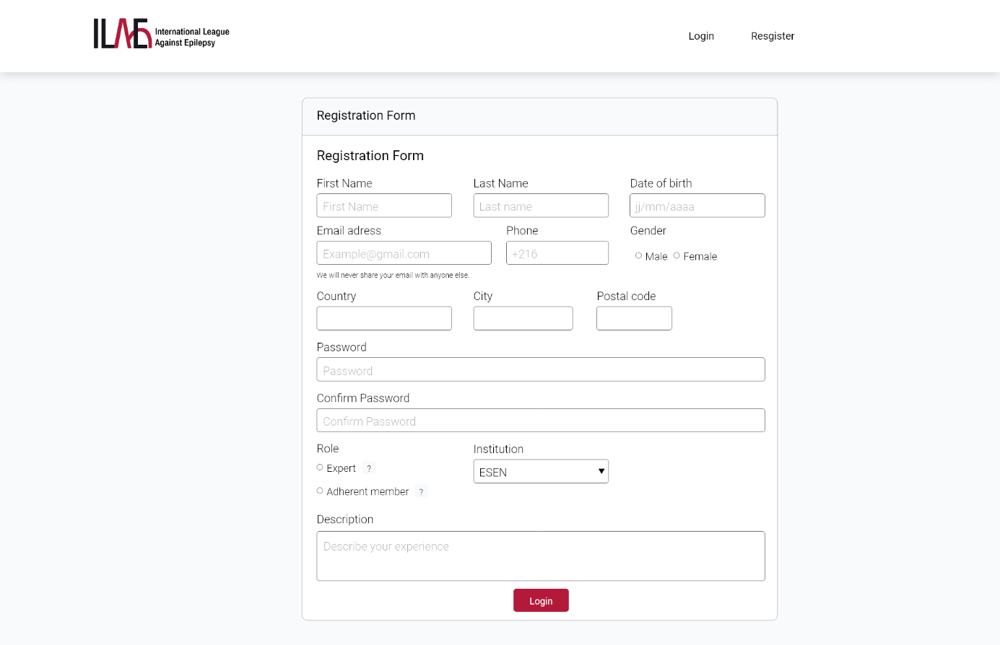 ILAE International League
Against Epilepsy
Login Resgister
Registration Form
Registration Form
First Name Last Name Date of birth
First Name Last name jj/mm/aaaa
Email adress Phone Gender
Example@gmail.com +216 Male Female
We will never share your email with anyone else.
Country City Postal code
Password
Password
Confirm Password
Confirm Password
Role Institution
Expert ? ESEN
Adherent member ?
Description
Describe your experience
Login